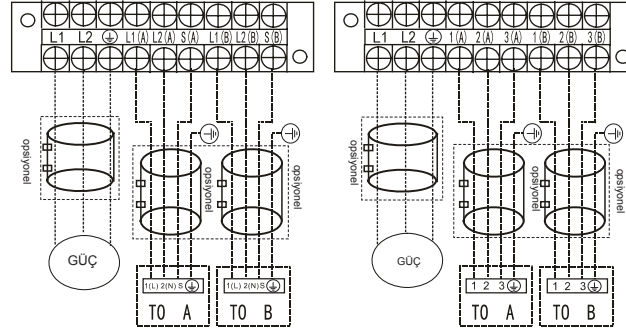 L1 L2 ⏚ L1(A) L2(A) S(A) L1(B) L2(B) S(B)
opsiyonel
opsiyonel
opsiyonel
GÜÇ
1(L) 2(N) S
1(L) 2(N) S
TO A
TO B
L1 L2 ⏚ 1(A) 2(A) 3(A) 1(B) 2(B) 3(B)
opsiyonel
opsiyonel
opsiyonel
GÜÇ
1 2 3
1 2 3
TO A
TO B